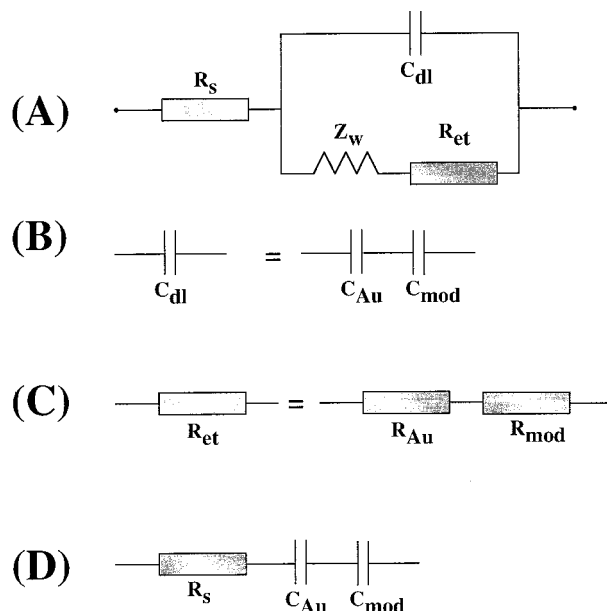 (A)
R_s
C_dl
Z_w
R_et
(B)
C_dl
=
C_Au
C_mod
(C)
R_et
=
R_Au
R_mod
(D)
R_s
C_Au
C_mod